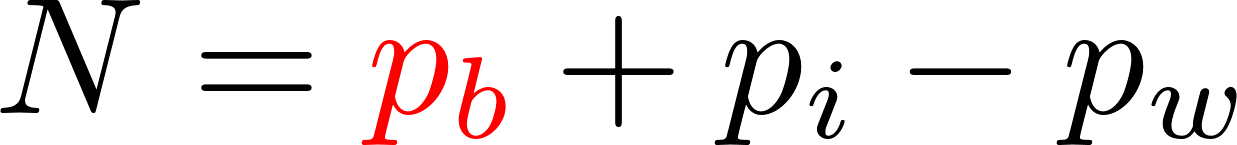 N = p_b + p_i − p_w